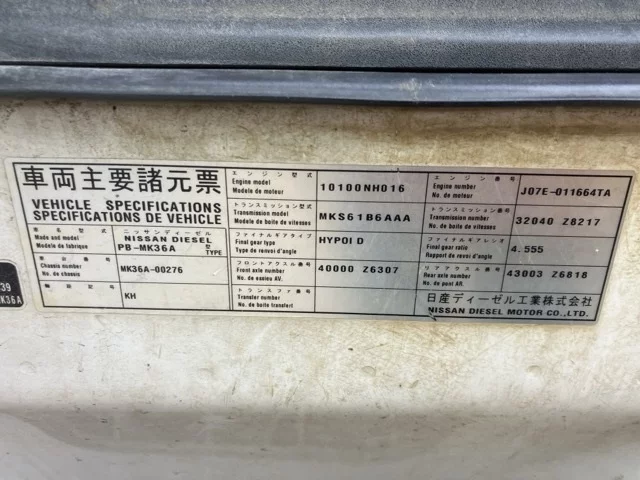 車両主要諸元票
VEHICLE SPECIFICATIONS
SPECIFICATIONS DE VEHICULE
車名・型式 ニッサンディーゼル 型
Made and model NISSAN DIESEL
Modele de fabrique PB-MK36A TYPE
車台番号
Chassis number MK36A-00276
No. de chassis
KH
エンジン型式
Engine model 10100NH016
Modele de moteur
トランスミッション型式
Transmission model MKS61B6AAA
Modele de boite de vitesses
ファイナルギアタイプ
Final gear type HYPOID
Type de renvoi d'angle
フロントアクスル番号
Front axle number 40000 Z6307
No. de essieu AV.
トランスファ番号
Transfer number
No. de boite transfert
エンジン番号
Engine number J07E-011664TA
No. de moteur
トランスミッション番号
Transmission number 32040 Z8217
No. de boite de vitesses
ファイナルギアレシオ
Final gear ratio 4.555
Rapport de renvoi d'angle
リアアクスル番号
Rear axle number 43003 Z6818
No. de pont AR.
日産ディーゼル工業株式会社
NISSAN DIESEL MOTOR CO.,LTD.
39
K36A